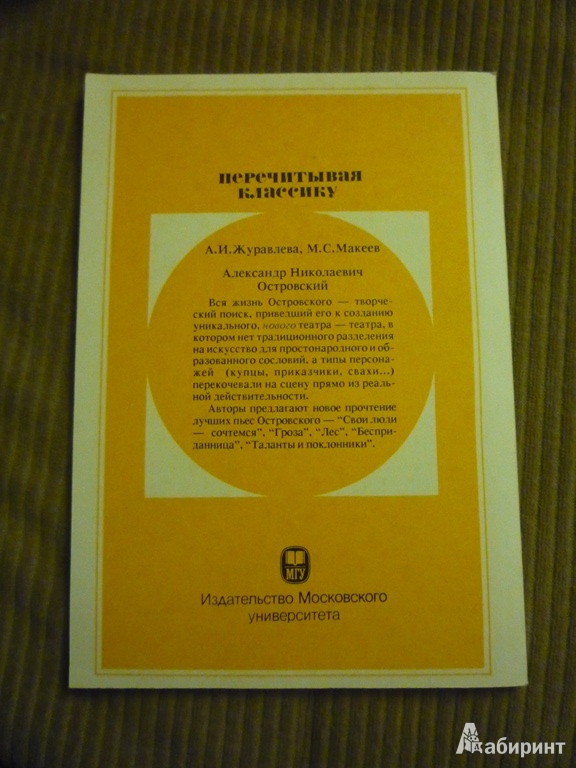 перечитывая
классику
А.И.Журавлева, М.С.Макеев
Александр Николаевич
Островский
Вся жизнь Островского — творче-
ский поиск, приведший его к созданию
уникального, нового театра — театра, в
котором нет традиционного разделения
на искусство для простонародного и об-
разованного сословий, а типы персона-
жей (купцы, приказчики, свахи...)
перекочевали на сцену прямо из реаль-
ной действительности.
Авторы предлагают новое прочтение
лучших пьес Островского — "Свои люди
— сочтемся", "Гроза", "Лес", "Беспри-
данница", "Таланты и поклонники".
МГУ
Издательство Московского
университета
Лабиринт